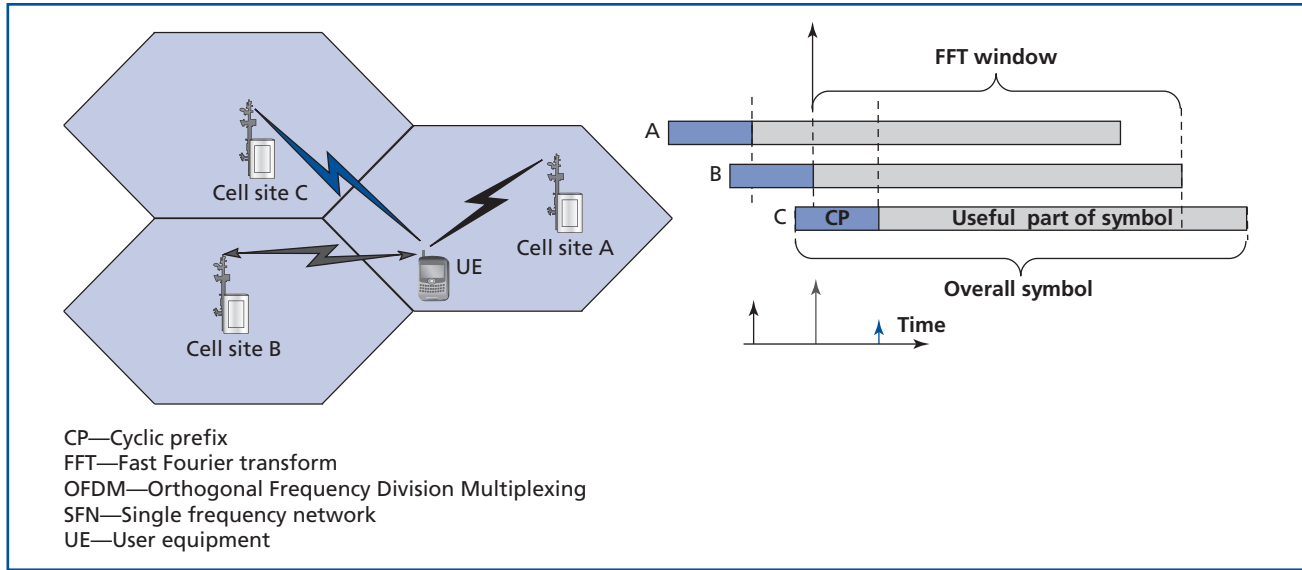 Cell site C
Cell site A
UE
Cell site B
FFT window
A
B
C CP Useful part of symbol
Overall symbol
Time
CP—Cyclic prefix
FFT—Fast Fourier transform
OFDM—Orthogonal Frequency Division Multiplexing
SFN—Single frequency network
UE—User equipment